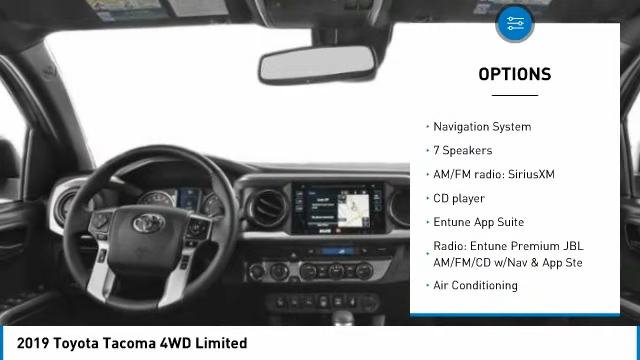 OPTIONS
Navigation System
7 Speakers
AM/FM radio: SiriusXM
CD player
Entune App Suite
Radio: Entune Premium JBL
AM/FM/CD w/Nav & App Ste
Air Conditioning
2019 Toyota Tacoma 4WD Limited